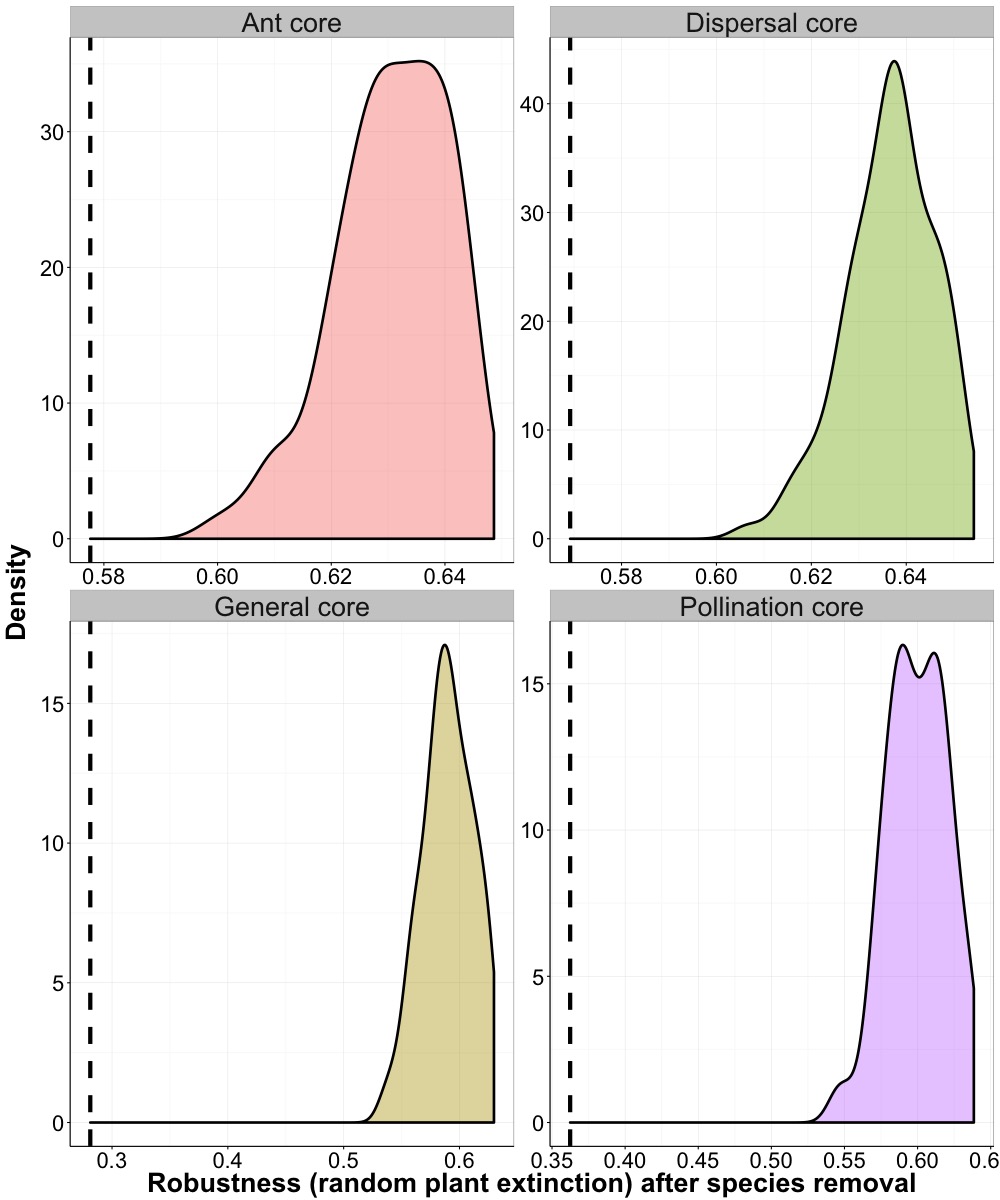 Ant core
Dispersal core
30
20
10
0
40
30
20
10
0
0.58 0.60 0.62 0.64
0.58 0.60 0.62 0.64
General core
Pollination core
15
10
5
0
15
10
5
0
0.3 0.4 0.5 0.6
0.35 0.40 0.45 0.50 0.55 0.60 0.6
Density
Robustness (random plant extinction) after species removal